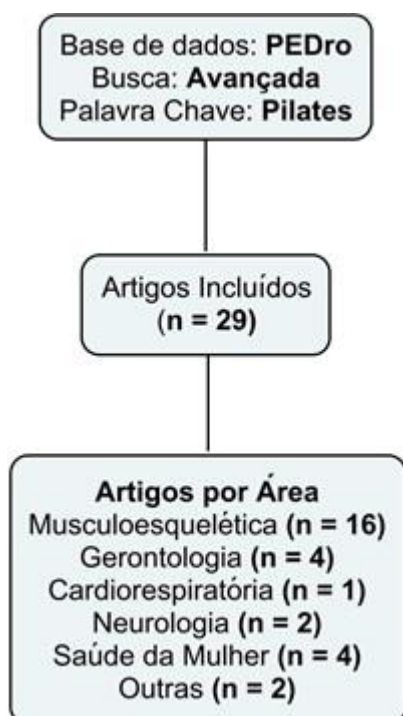 Base de dados: PEDro
Busca: Avançada
Palavra Chave: Pilates
Artigos Incluídos
(n = 29)
Artigos por Área
Musculoesquelética (n = 16)
Gerontologia (n = 4)
Cardiorespiratória (n = 1)
Neurologia (n = 2)
Saúde da Mulher (n = 4)
Outras (n = 2)